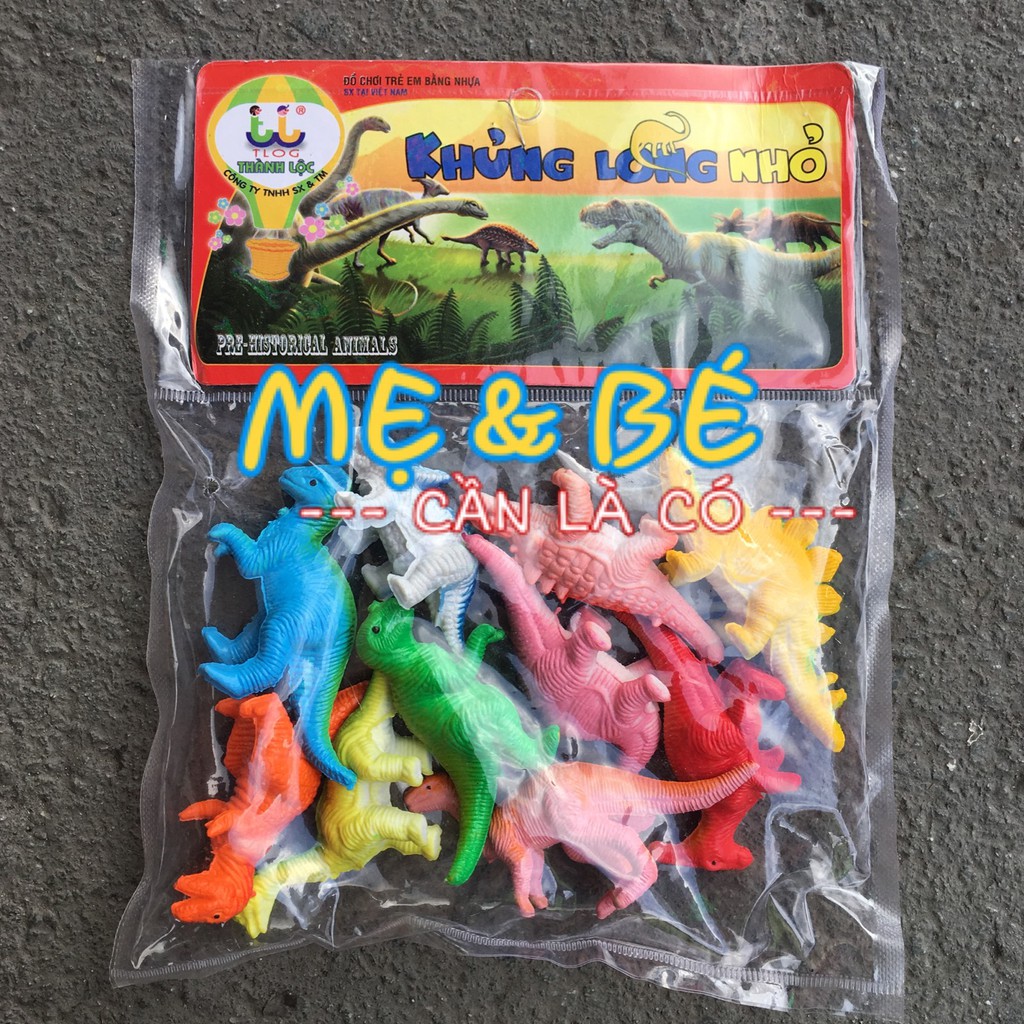 ĐỒ CHƠI TRẺ EM BẰNG NHỰA
SX TẠI VIỆT NAM
KHỦNG LONG NHỎ
tl ®
TLOG
THÀNH LỘC
CÔNG TY TNHH SX & TM
PRE-HISTORICAL ANIMALS
MẸ & BÉ
--- CẦN LÀ CÓ ---